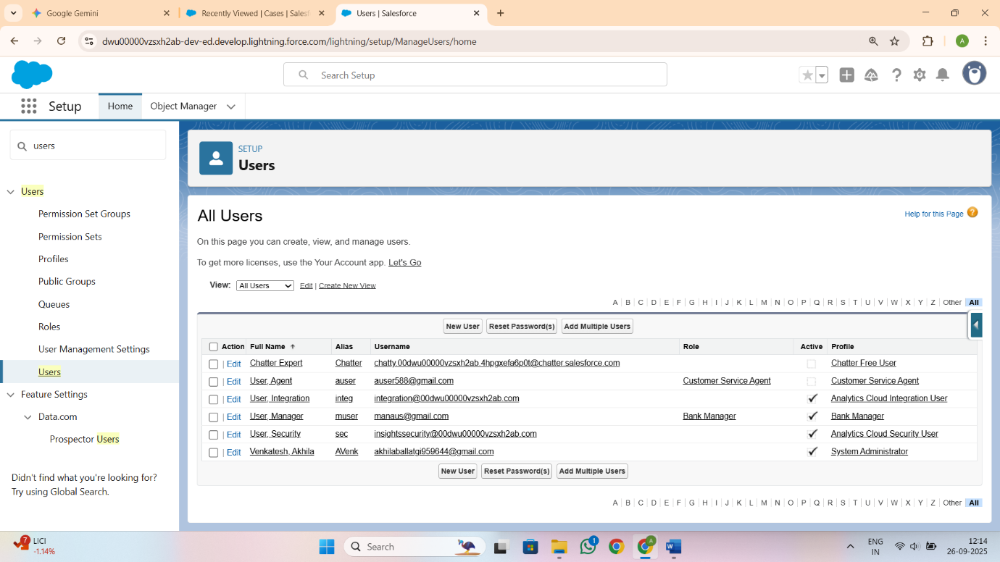 Google Gemini
Recently Viewed | Cases | Sales
Users | Salesforce
dwu00000vzsxh2ab-dev-ed.develop.lightning.force.com/lightning/setup/ManageUsers/home
A
Search Setup
Setup
Home
Object Manager
users
SETUP
Users
Users
Permission Set Groups
Permission Sets
Profiles
Public Groups
Queues
Roles
User Management Settings
Users
Feature Settings
Data.com
Prospector Users
Didn't find what you're looking for?
Try using Global Search.
All Users
Help for this Page ?
On this page you can create, view, and manage users.
To get more licenses, use the Your Account app. Let's Go
View: All Users Edit | Create New View
A | B | C | D | E | F | G | H | I | J | K | L | M | N | O | P | Q | R | S | T | U | V | W | X | Y | Z | Other All
New User Reset Password(s) Add Multiple Users
Action Full Name Alias Username Role Active Profile
| Edit Chatter Expert Chatter chatty.00dwu00000vzsxh2ab.4hpgxefa6p0t@chatter.salesforce.com Chatter Free User
| Edit User, Agent auser auser588@gmail.com Customer Service Agent Customer Service Agent
| Edit User, Integration integ integration@00dwu00000vzsxh2ab.com Analytics Cloud Integration User
| Edit User, Manager muser manaus@gmail.com Bank Manager Bank Manager
| Edit User, Security sec insightssecurity@00dwu00000vzsxh2ab.com Analytics Cloud Security User
| Edit Venkatesh, Akhila AVenk akhilaballatgi959644@gmail.com System Administrator
New User Reset Password(s) Add Multiple Users
A | B | C | D | E | F | G | H | I | J | K | L | M | N | O | P | Q | R | S | T | U | V | W | X | Y | Z | Other All
7
LICI
-1.14%
Search
1
A
ENG
IN
12:14
26-09-2025